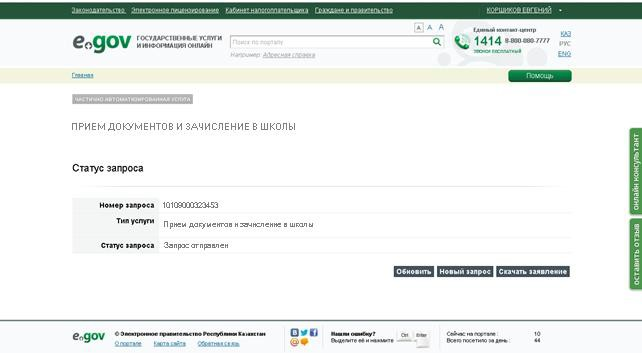 Законодательство Электронное лицензирование Кабинет налогоплательщика Граждане и правительство КОРШИКОВ ЕВГЕНИЙ
e.gov ГОСУДАРСТВЕННЫЕ УСЛУГИ
И ИНФОРМАЦИЯ ОНЛАЙН
A A A
Поиск по порталу
Например: Адресная справка
Единый контакт-центр
1414 8-800-080-7777
ЗВОНОК БЕСПЛАТНЫЙ
ҚАЗ
РУС
ENG
Главная
Помощь
ЧАСТИЧНО АВТОМАТИЗИРОВАННАЯ УСЛУГА
ПРИЕМ ДОКУМЕНТОВ И ЗАЧИСЛЕНИЕ В ШКОЛЫ
онлайн консультант
оставить отзыв
Статус запроса
Номер запроса 10109000323453
Тип услуги Прием документов и зачисление в школы
Статус запроса Запрос отправлен
Обновить Новый запрос Скачать заявление
e.gov
© Электронное правительство Республики Казахстан
О портале Карта сайта Обратная связь
Нашли ошибку?
Выделите её и нажмите
Ctrl Enter
Сейчас на портале : 10
Всего посетило за день : 44